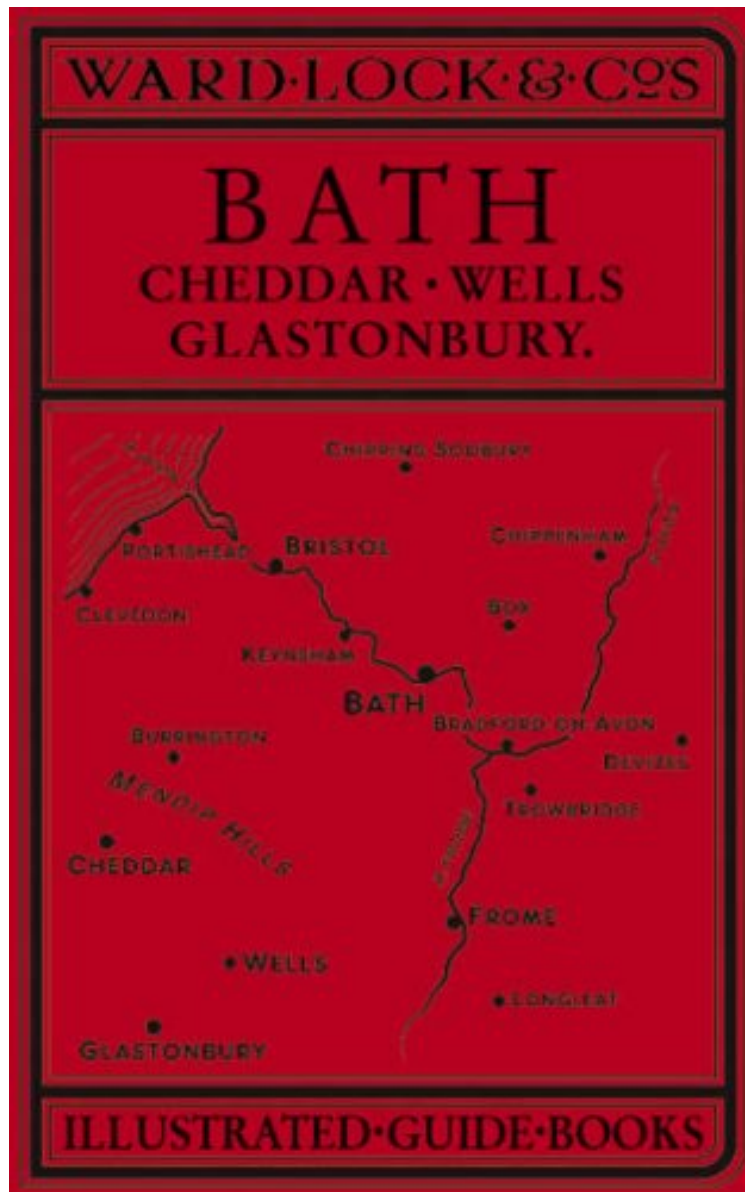 WARD·LOCK·&·Co's
BATH
CHEDDAR · WELLS
GLASTONBURY.
CHIPPING SODBURY
PORTISHEAD
BRISTOL
CHIPPENHAM
CLEVEDON
BOX
KEYNSHAM
BATH
BRADFORD ON AVON
BURRINGTON
DEVIZES
MENDIP HILLS
TROWBRIDGE
CHEDDAR
FROME
WELLS
LONGLEAT
GLASTONBURY
ILLUSTRATED·GUIDE·BOOKS